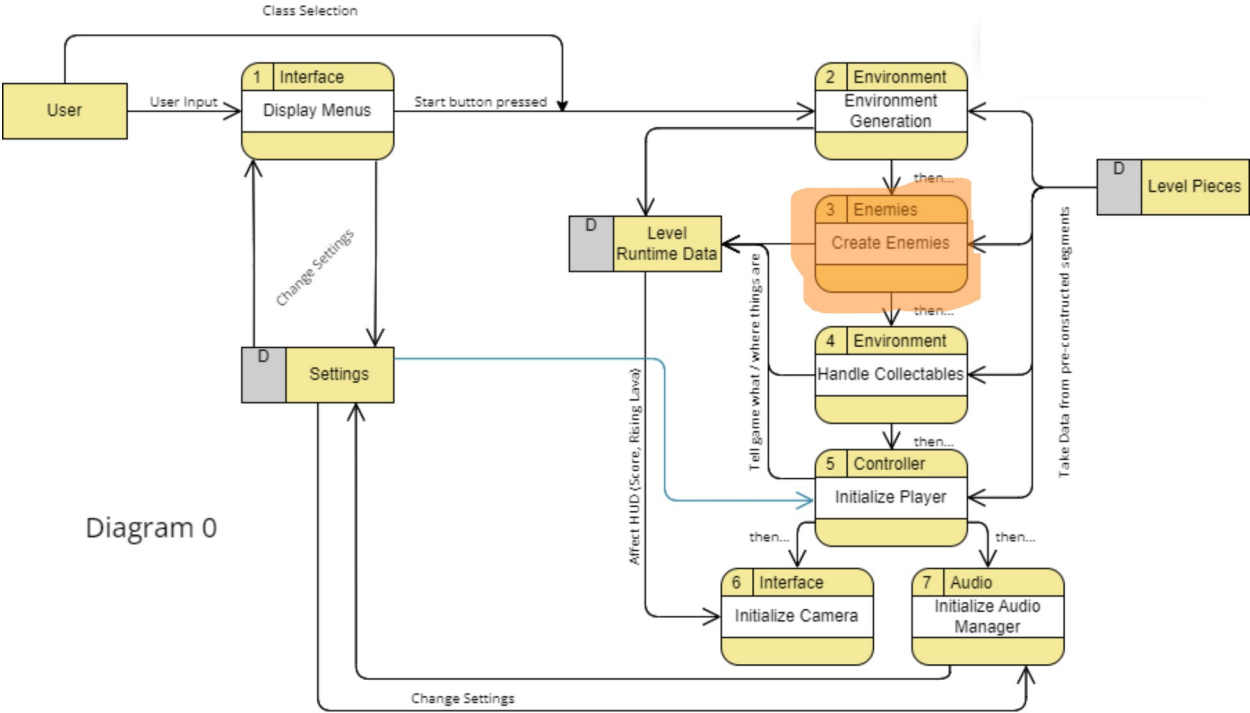 Class Selection
User
User Input
1 Interface
Display Menus
Start button pressed
2 Environment
Environment
Generation
then...
D
Level Pieces
3 Enemies
Create Enemies
D
Level
Runtime Data
then...
Change Settings
4 Environment
Handle Collectables
D
Settings
Tell game what / where things are
Take Data from pre-constructed segments
Affect HUD (Score, Rising Lava)
then...
5 Controller
Initialize Player
Diagram 0
then...
then...
6 Interface
Initialize Camera
7 Audio
Initialize Audio
Manager
Change Settings